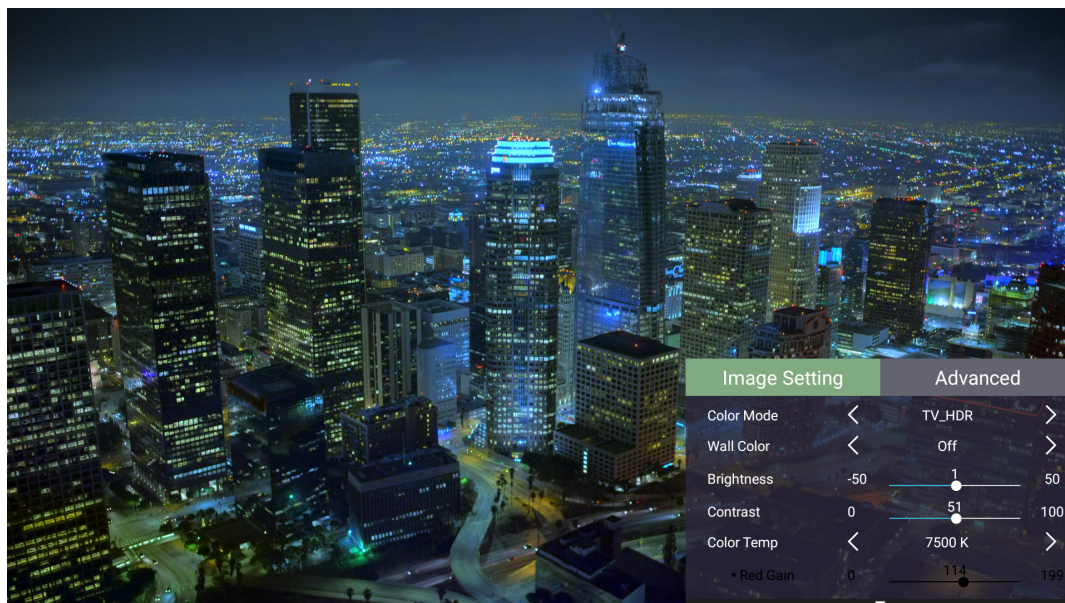 Image Setting Advanced
Color Mode TV_HDR
Wall Color Off
Brightness -50 1 50
Contrast 0 51 100
Color Temp 7500 K
• Red Gain 0 114 199